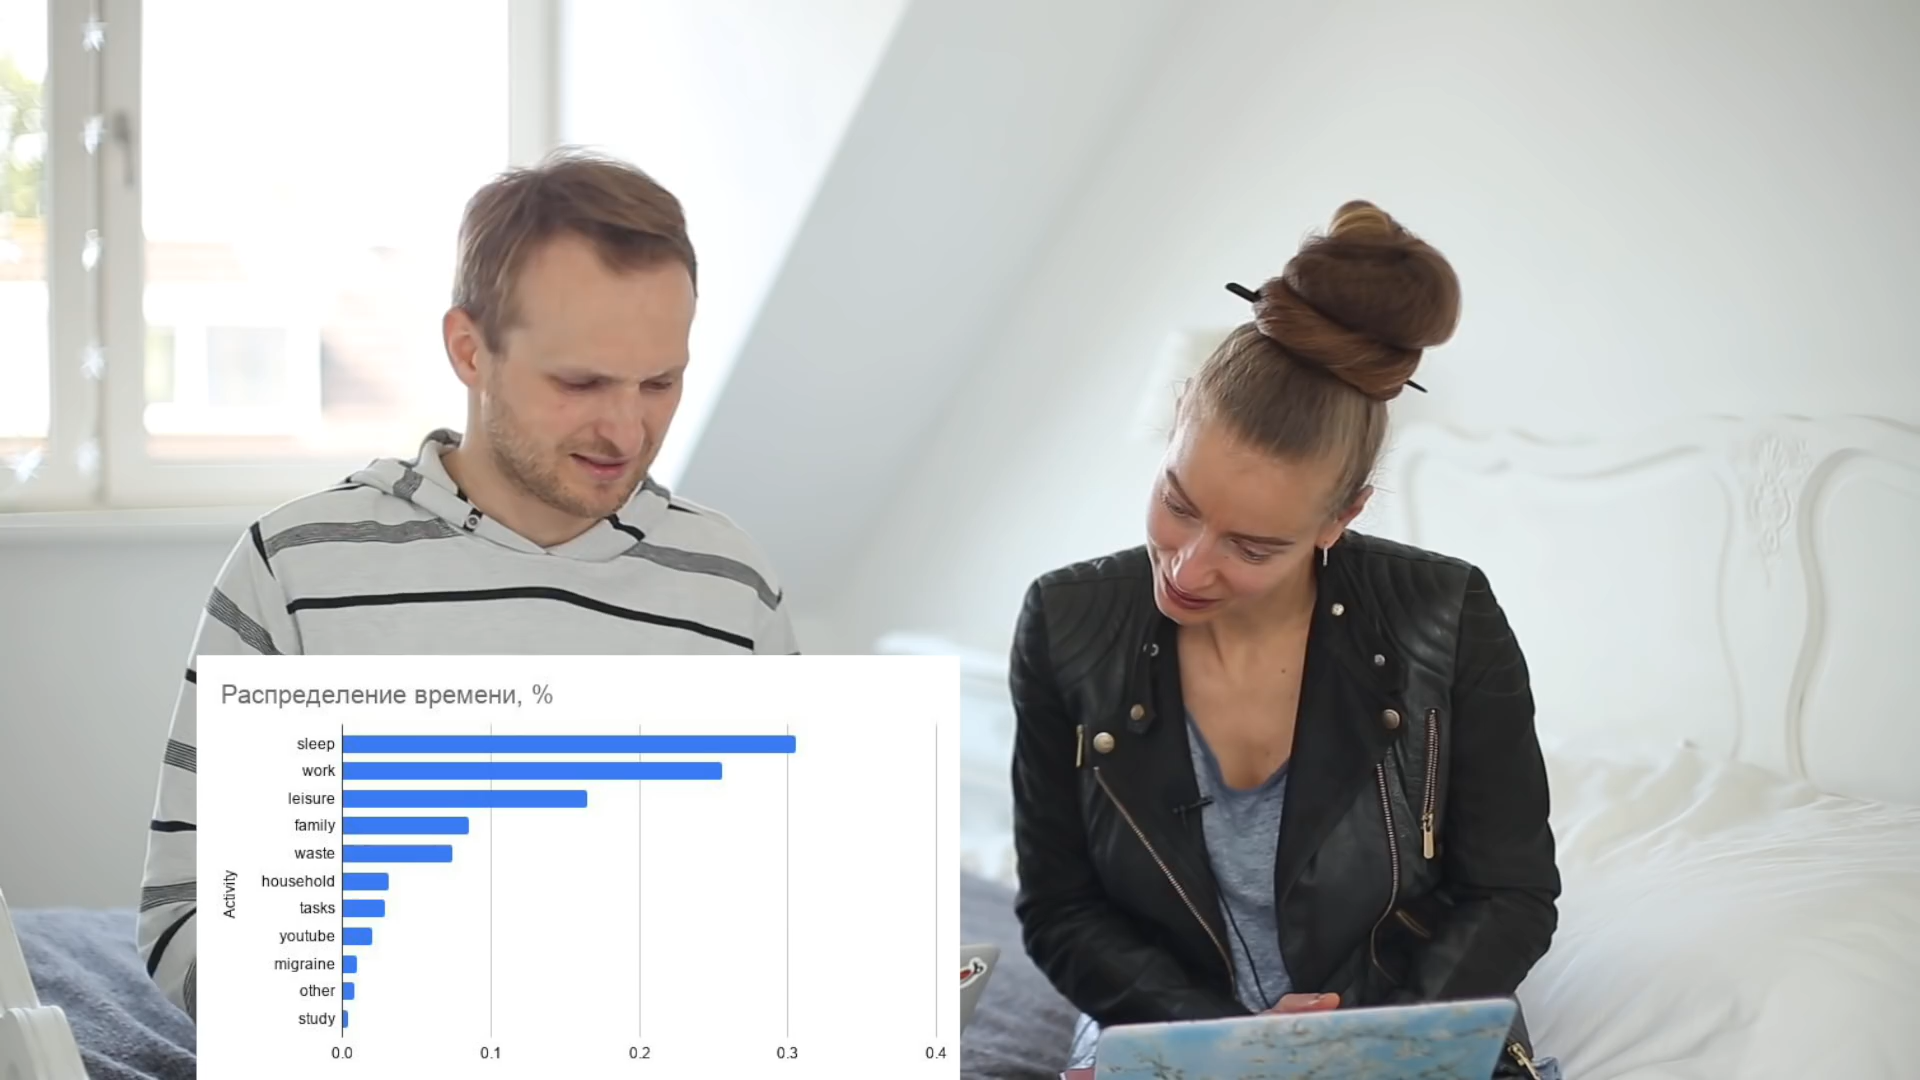 Распределение времени, %
sleep
work
leisure
family
waste
household
tasks
youtube
migraine
other
study
Activity
0.0 0.1 0.2 0.3 0.4